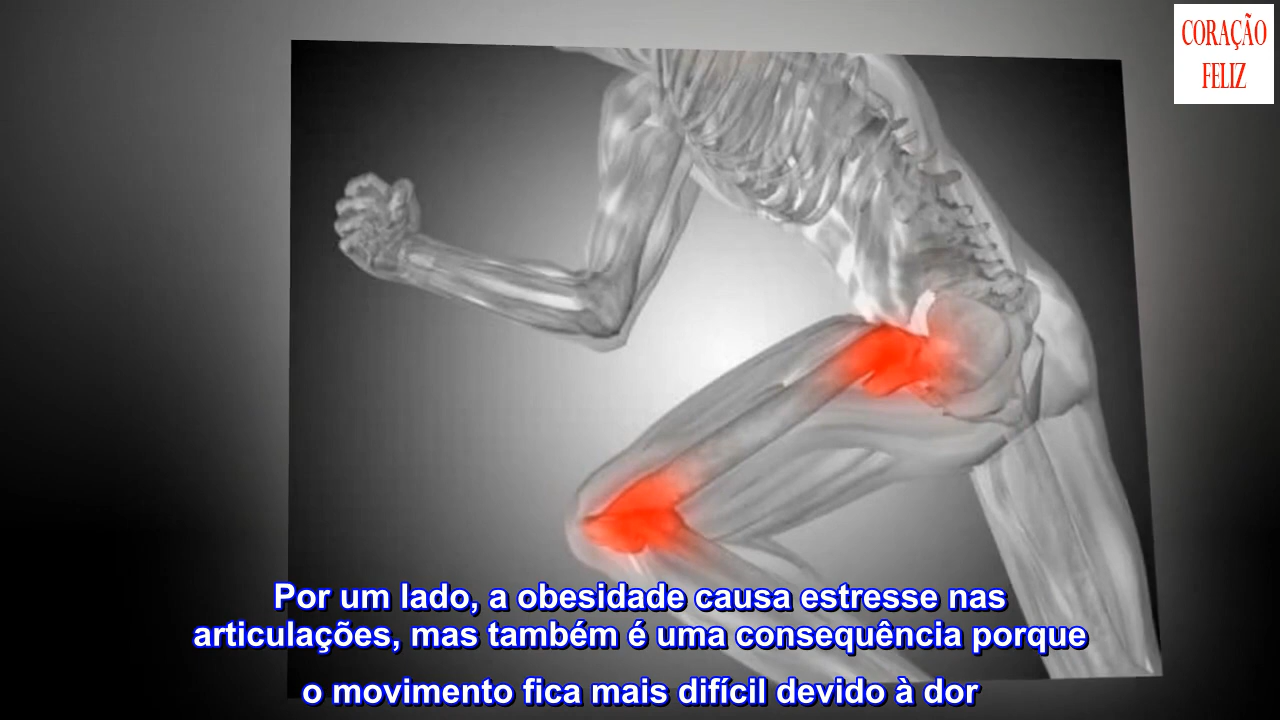 CORAÇÃO
FELIZ
Por um lado, a obesidade causa estresse nas
articulações, mas também é uma consequência porque
o movimento fica mais difícil devido à dor